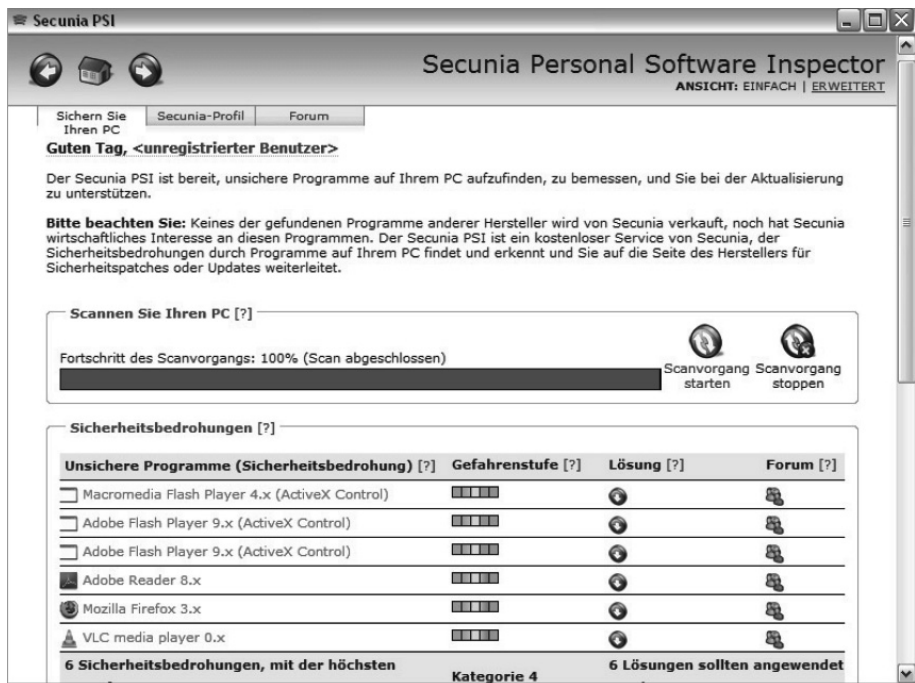 Secunia PSI
Secunia Personal Software Inspector
ANSICHT: EINFACH | ERWEITERT
Sichern Sie Ihren PC
Secunia-Profil
Forum
Guten Tag, <unregistrierter Benutzer>
Der Secunia PSI ist bereit, unsichere Programme auf Ihrem PC aufzufinden, zu bemessen, und Sie bei der Aktualisierung
zu unterstützen.
Bitte beachten Sie: Keines der gefundenen Programme anderer Hersteller wird von Secunia verkauft, noch hat Secunia
wirtschaftliches Interesse an diesen Programmen. Der Secunia PSI ist ein kostenloser Service von Secunia, der
Sicherheitsbedrohungen durch Programme auf Ihrem PC findet und erkennt und Sie auf die Seite des Herstellers für
Sicherheitspatches oder Updates weiterleitet.
Scannen Sie Ihren PC [?]
Fortschritt des Scanvorgangs: 100% (Scan abgeschlossen)
Scanvorgang starten
Scanvorgang stoppen
Sicherheitsbedrohungen [?]
Unsichere Programme (Sicherheitsbedrohung) [?] Gefahrenstufe [?] Lösung [?] Forum [?]
Macromedia Flash Player 4.x (ActiveX Control)
Adobe Flash Player 9.x (ActiveX Control)
Adobe Flash Player 9.x (ActiveX Control)
Adobe Reader 8.x
Mozilla Firefox 3.x
VLC media player 0.x
6 Sicherheitsbedrohungen, mit der höchsten
Kategorie 4
6 Lösungen sollten angewendet